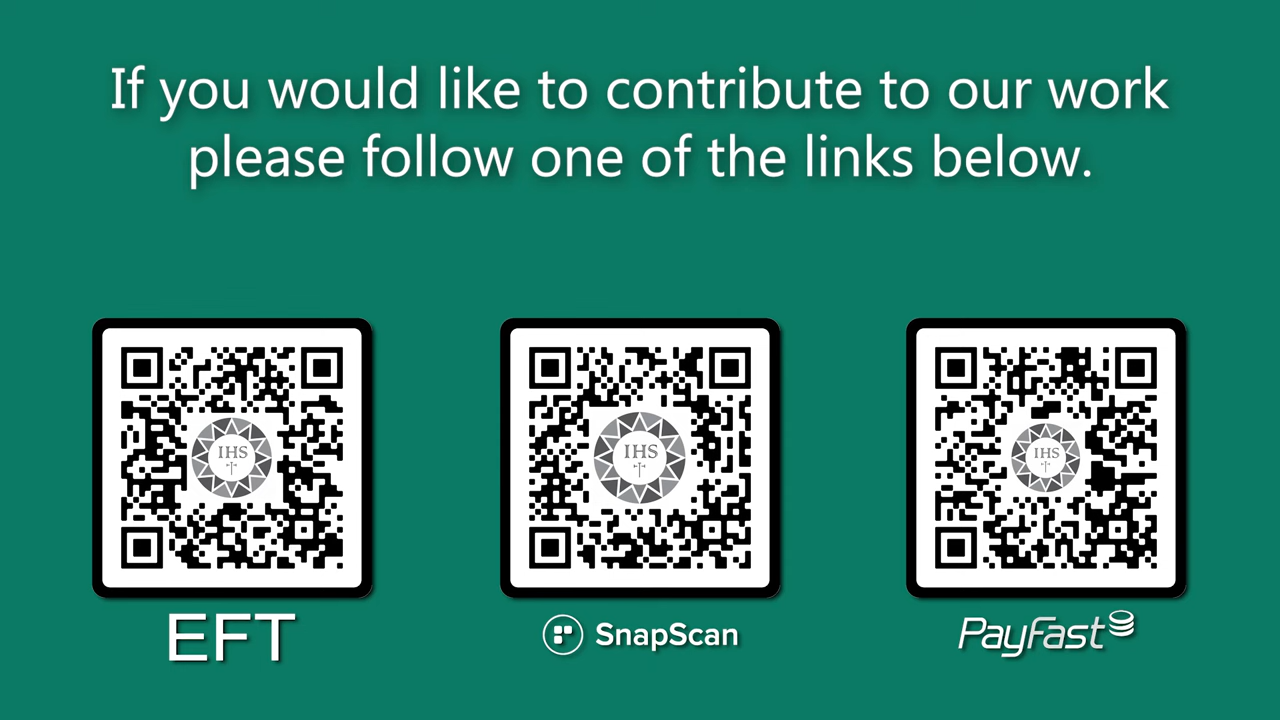 If you would like to contribute to our work
please follow one of the links below.
IHS
IHS
IHS
EFT
SnapScan
PayFast